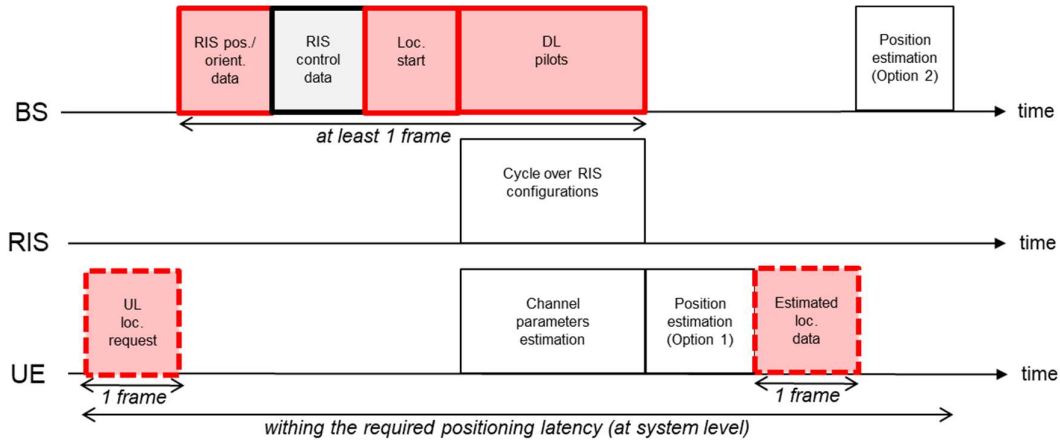 RIS pos./
orient.
data
RIS
control
data
Loc.
start
DL
pilots
Position
estimation
(Option 2)
BS
time
at least 1 frame
Cycle over RIS
configurations
RIS
time
UL
loc.
request
Channel
parameters
estimation
Position
estimation
(Option 1)
Estimated
loc.
data
UE
time
1 frame
1 frame
withing the required positioning latency (at system level)